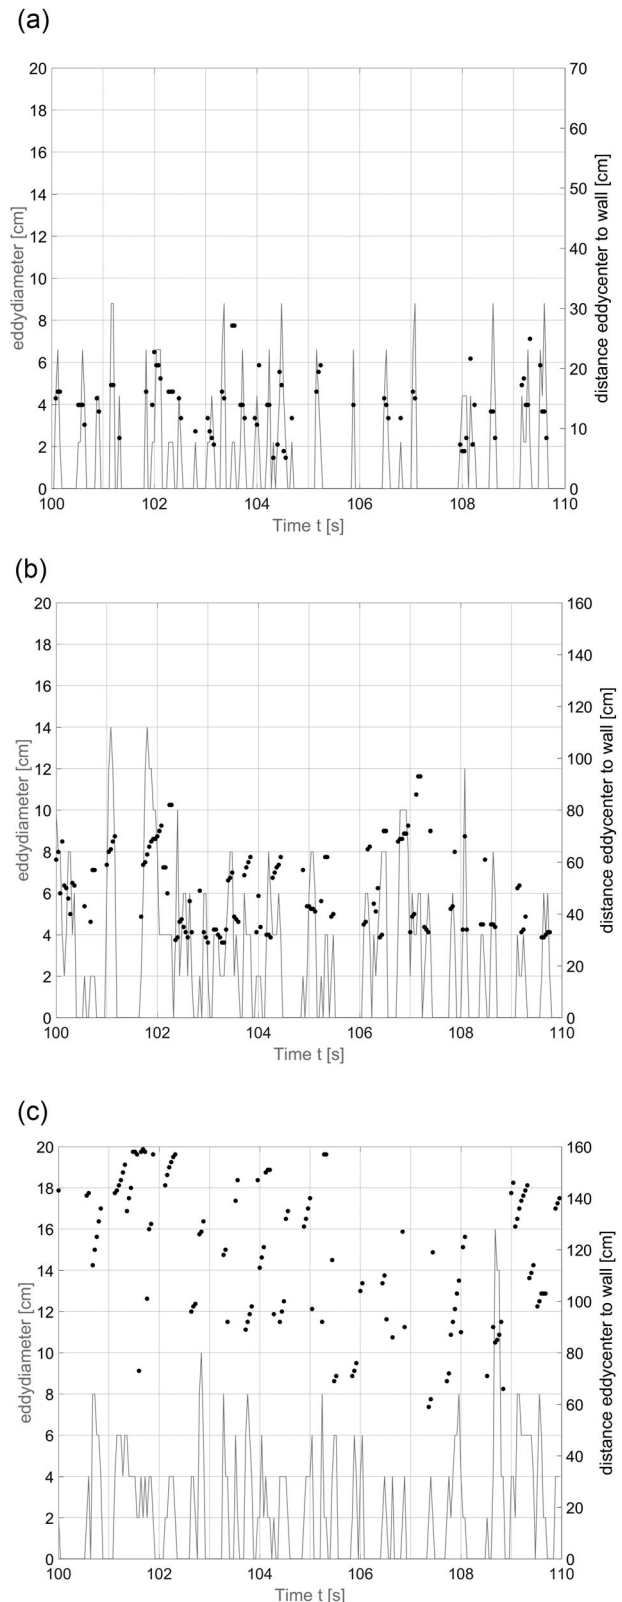 (a)
20 70
18 60
16
14 50
12 40
10
8 30
6 20
4 10
2
0 0
100 102 104 106 108 110
Time t [s]
eddydiameter [cm]
distance eddycenter to wall [cm]
(b)
20 160
18 140
16 120
14
12 100
10 80
8 60
6 40
4
2 20
0 0
100 102 104 106 108 110
Time t [s]
eddydiameter [cm]
distance eddycenter to wall [cm]
(c)
20 160
18 140
16 120
14
12 100
10 80
8 60
6 40
4
2 20
0 0
100 102 104 106 108 110
Time t [s]
eddydiameter [cm]
distance eddycenter to wall [cm]